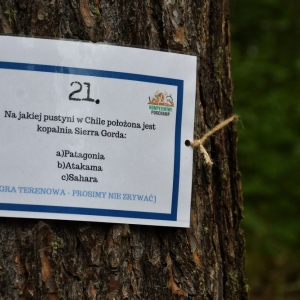 21.
Na jakiej pustyni w Chile położona jest
kopalnia Sierra Gorda:
a)Patagonia
b)Atakama
c)Sahara
GRA TERENOWA - PROSIMY NIE ZRYWAĆ)